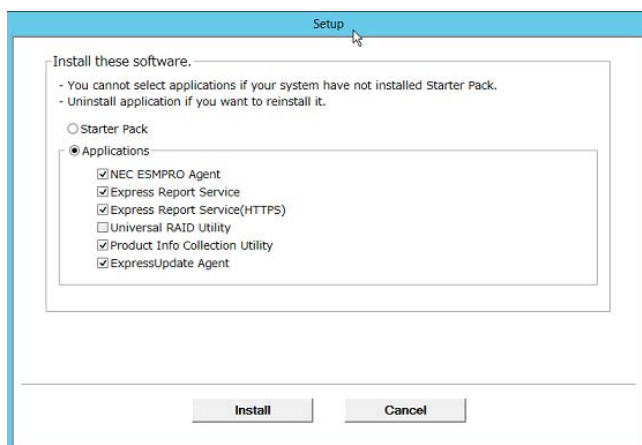 Setup
Install these software.
- You cannot select applications if your system have not installed Starter Pack.
- Uninstall application if you want to reinstall it.
Starter Pack
Applications
NEC ESMPRO Agent
Express Report Service
Express Report Service(HTTPS)
Universal RAID Utility
Product Info Collection Utility
ExpressUpdate Agent
Install Cancel